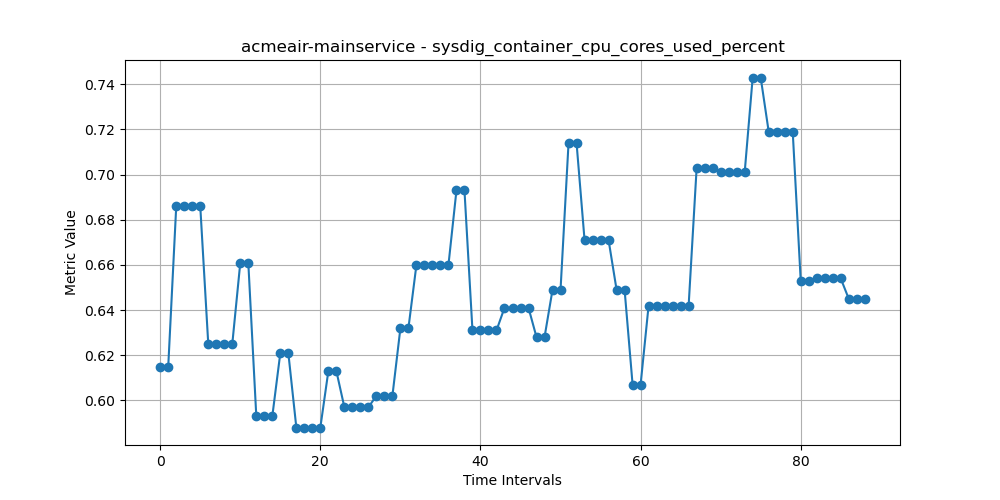 acmeair-mainservice - sysdig_container_cpu_cores_used_percent
0.74
0.72
0.70
0.68
0.66
0.64
0.62
0.60
Metric Value
0 20 40 60 80
Time Intervals